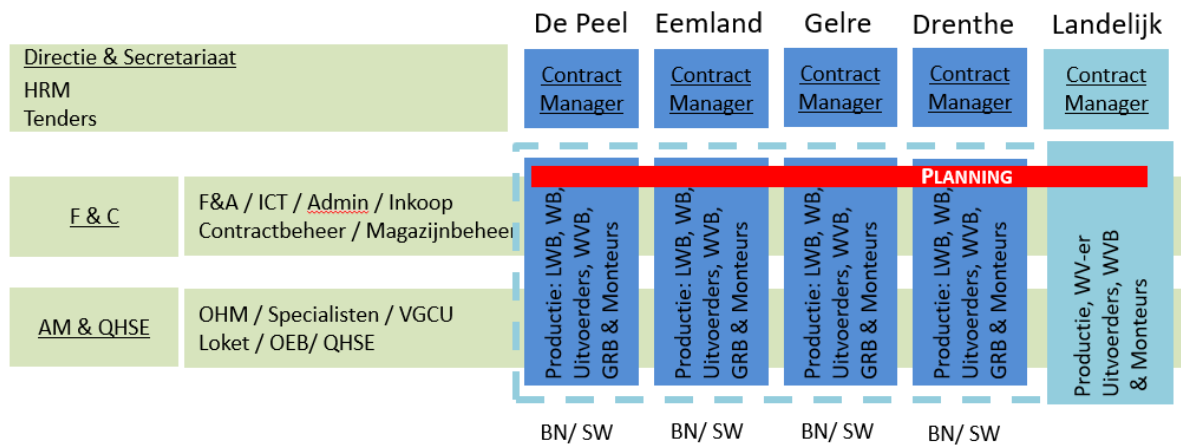 De Peel
Eemland
Gelre
Drenthe
Landelijk
Directie & Secretariaat
HRM
Tenders
Contract
Manager
Contract
Manager
Contract
Manager
Contract
Manager
Contract
Manager
PLANNING
F & C
F&A / ICT / Admin / Inkoop
Contractbeheer / Magazijnbeheer
AM & QHSE
OHM / Specialisten / VGCU
Loket / OEB/ QHSE
Productie: LWB, WB,
Uitvoerders, WVB,
GRB & Monteurs
Productie: LWB, WB,
Uitvoerders, WVB,
GRB & Monteurs
Productie: LWB, WB,
Uitvoerders, WVB,
GRB & Monteurs
Productie: LWB, WB,
Uitvoerders, WVB,
GRB & Monteurs
Productie, WV-er
Uitvoerders, WVB
& Monteurs
BN/ SW
BN/ SW
BN/ SW
BN/ SW